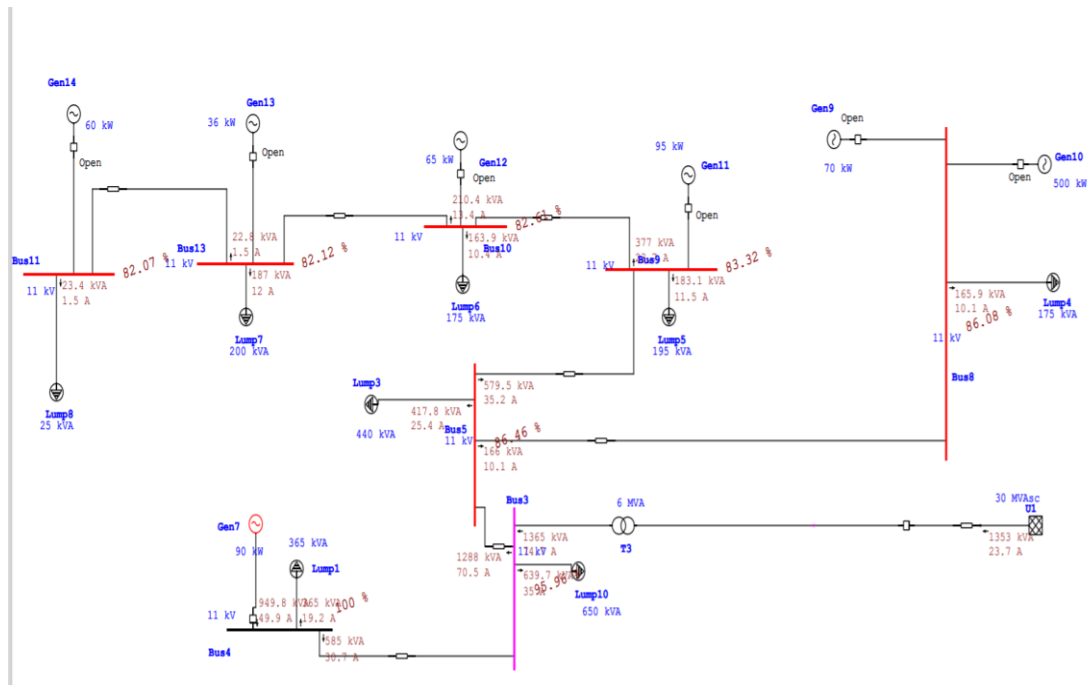 Gen14
60 kW
Open
Gen13
36 kW
Open
65 kW
Gen12
Open
95 kW
Gen11
Open
Gen9
Open
70 kW
Gen10
Open
500 kW
Bus11
11 kV
23.4 kVA
1.5 A
82.07 %
Lump8
25 kVA
Bus13
11 kV
22.8 kVA
1.5 A
187 kVA
12 A
82.12 %
Lump7
200 kVA
210.4 kVA
13.4 A
11 kV
Bus10
163.9 kVA
10.4 A
82.61 %
Lump6
175 kVA
377 kVA
Bus9
11 kV
183.1 kVA
11.5 A
83.32 %
Lump5
195 kVA
165.9 kVA
10.1 A
86.08 %
Lump4
175 kVA
11 kV
Bus8
Lump3
440 kVA
579.5 kVA
35.2 A
417.8 kVA
25.4 A
Bus5
11 kV
86.46 %
166 kVA
10.1 A
Bus3
6 MVA
T3
30 MVAsc
U1
1353 kVA
23.7 A
1365 kVA
11 kV
1288 kVA
70.5 A
639.7 kVA
Lump10
650 kVA
Gen7
90 kW
365 kVA
Lump1
949.8
49.9 A
19.2 A
100 %
11 kV
Bus4
585 kVA
30.7 A